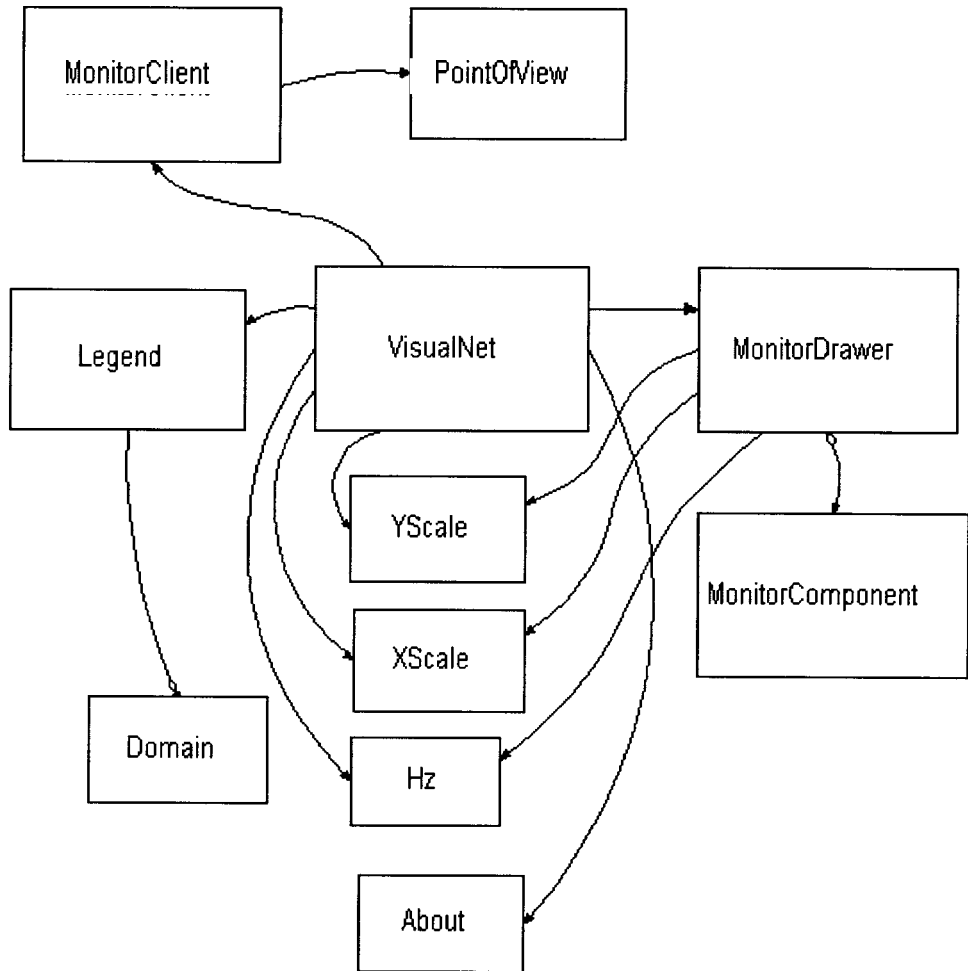 MonitorClient
PointOfView
Legend
VisualNet
MonitorDrawer
YScale
MonitorComponent
XScale
Domain
Hz
About